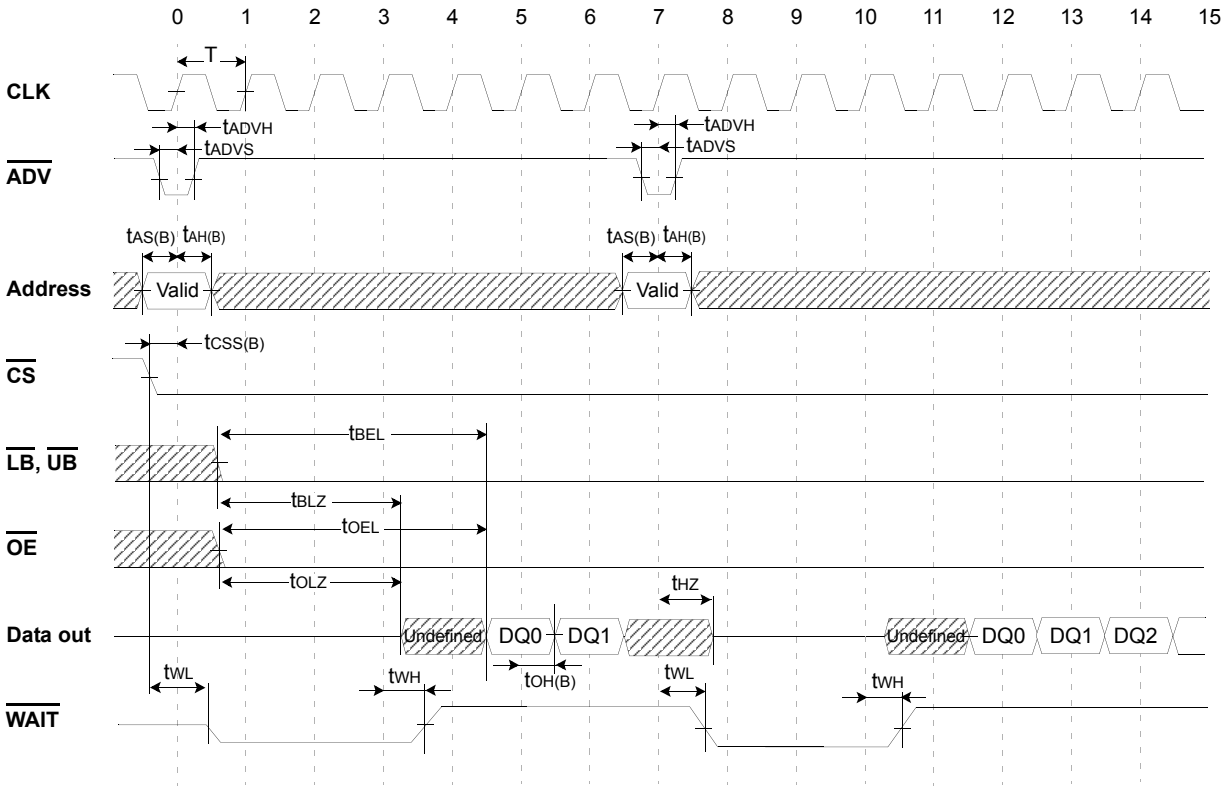 0 1 2 3 4 5 6 7 8 9 10 11 12 13 14 15
T
CLK
tADVH tADVH
tADVS tADVS
ADV
tAS(B) tAH(B) tAS(B) tAH(B)
Address Valid Valid
tCSS(B)
CS
tBEL
LB, UB
tBLZ
tOEL
OE
tOLZ
tHZ
Data out Undefined DQ0 DQ1 Undefined DQ0 DQ1 DQ2
tOH(B)
tWL tWH tWL tWH
WAIT